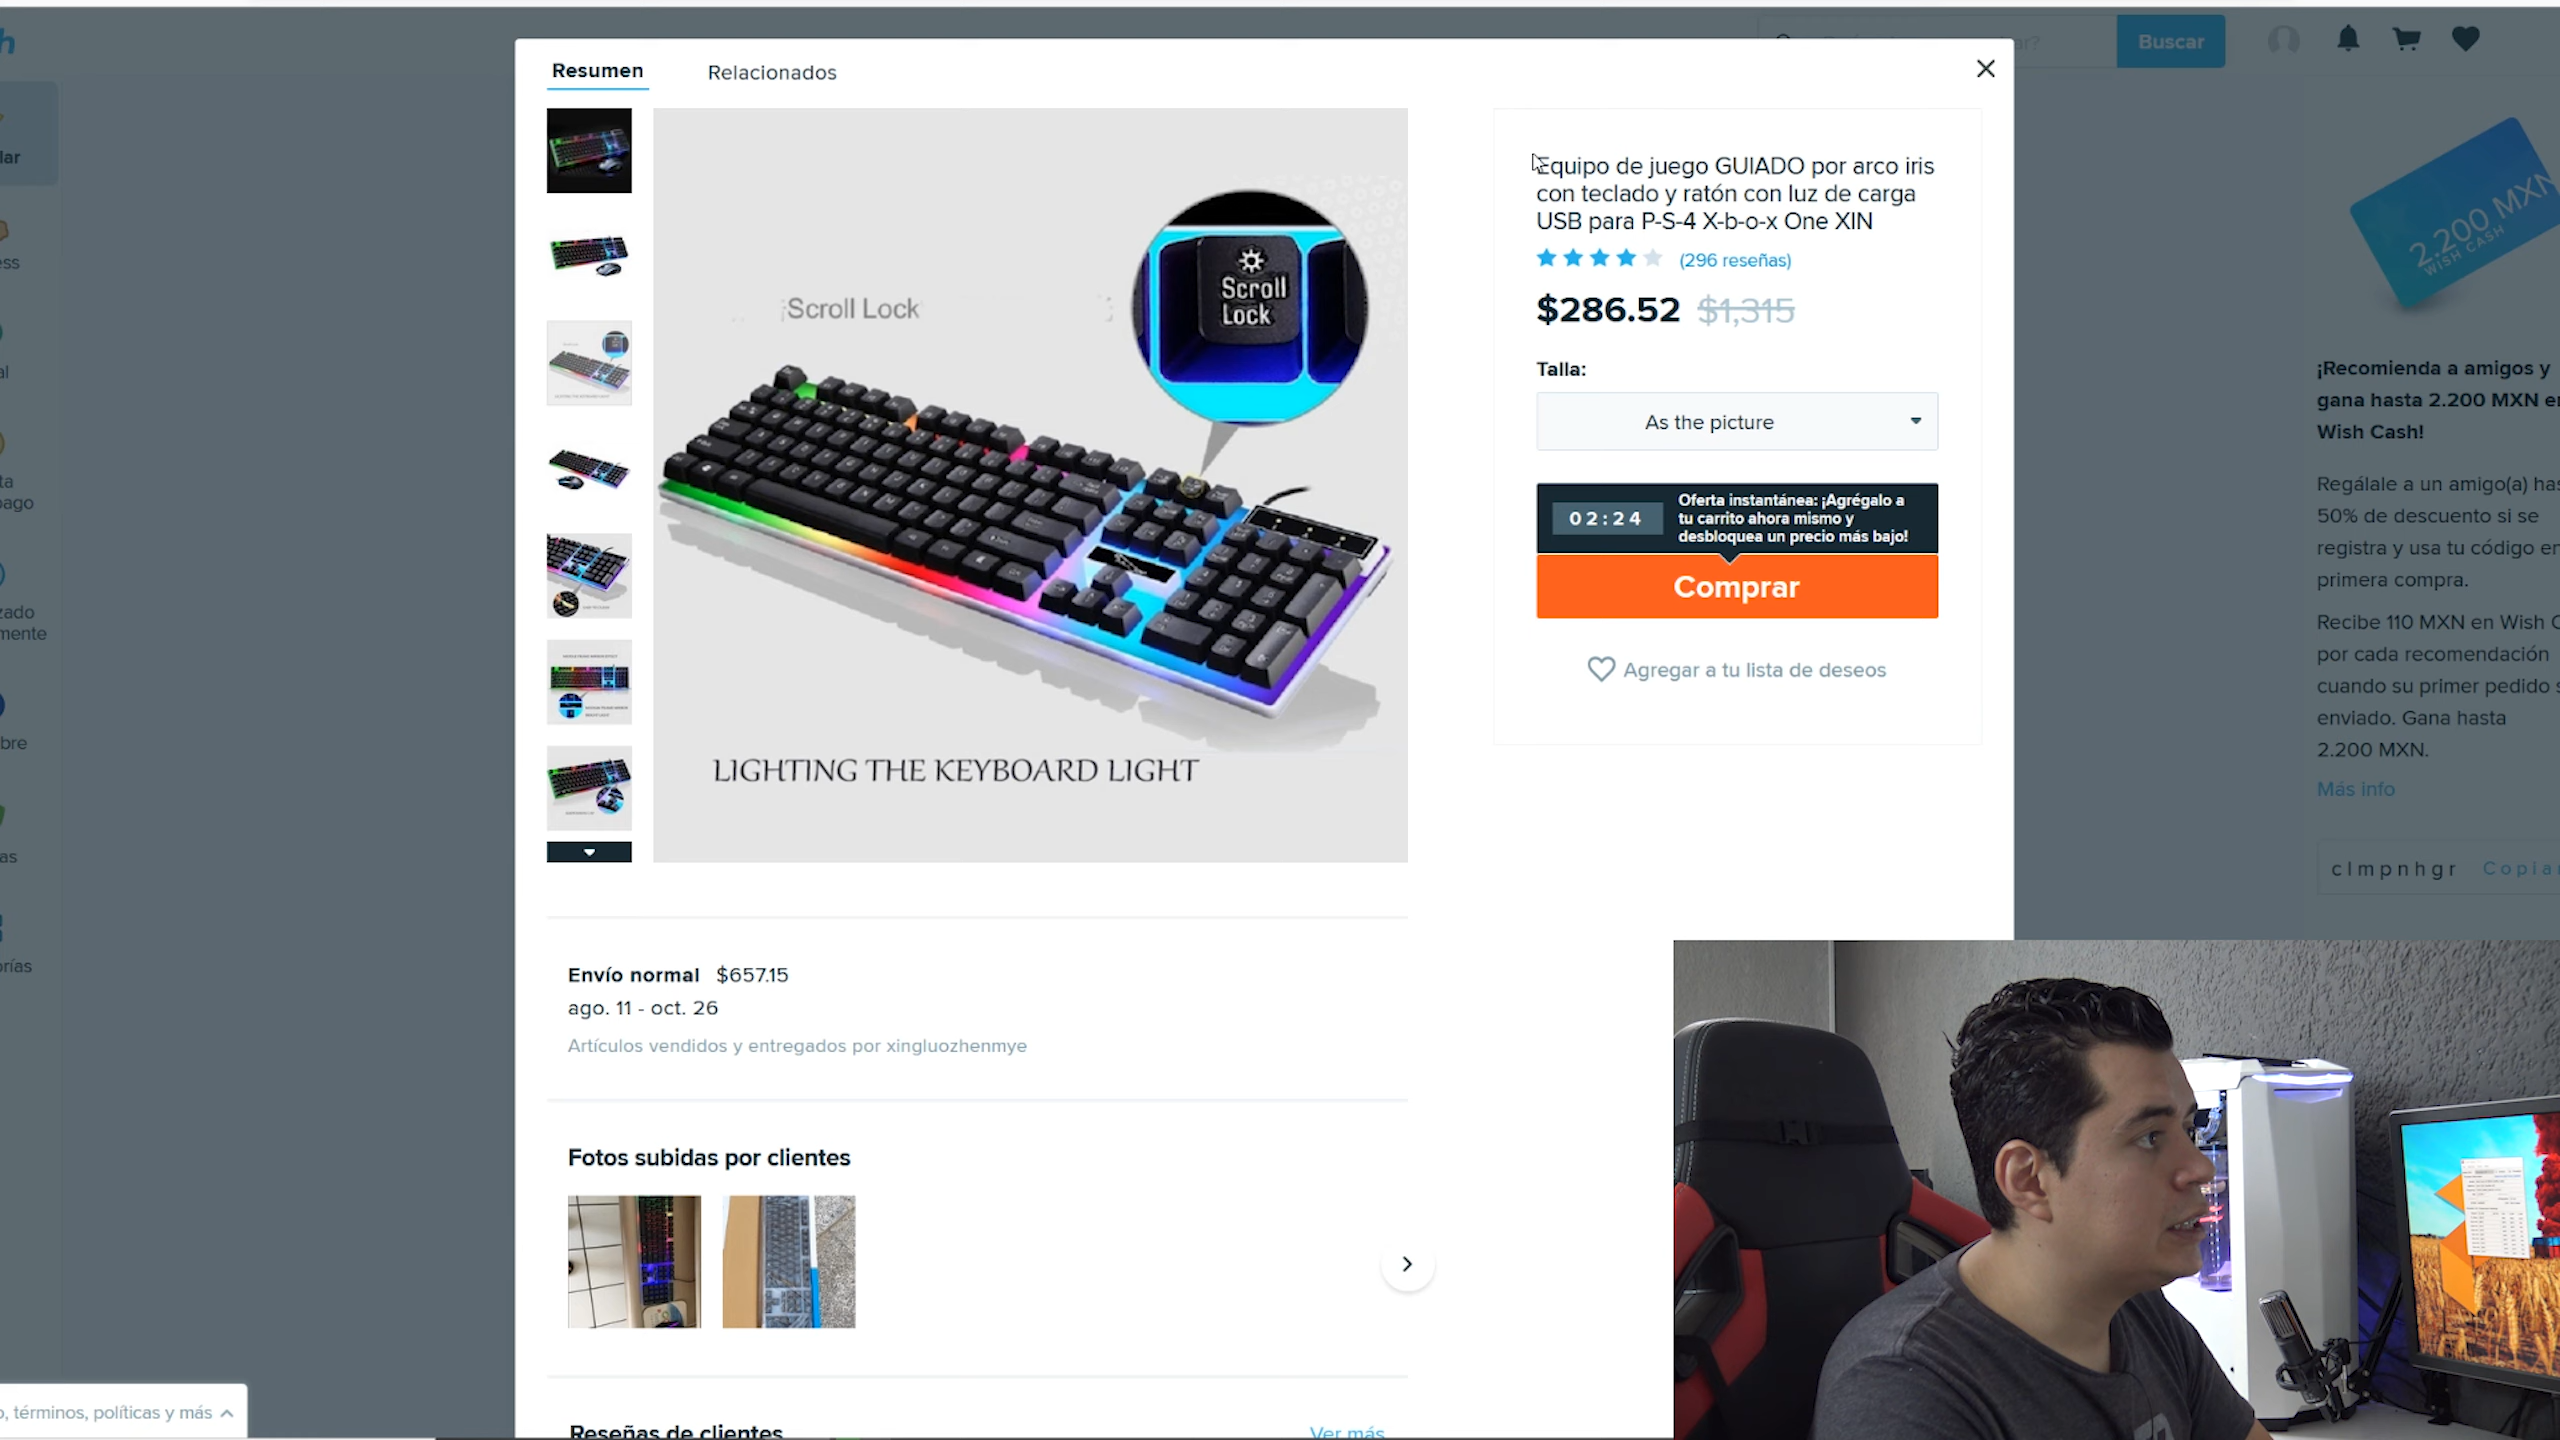 Buscar
Resumen
Relacionados
Scroll Lock
Scroll
Lock
LIGHTING THE KEYBOARD LIGHT
Equipo de juego GUIADO por arco iris
con teclado y ratón con luz de carga
USB para P-S-4 X-b-o-x One XIN
(296 reseñas)
$286.52 $1,315
Talla:
As the picture
02:24
Oferta instantánea: ¡Agrégalo a
tu carrito ahora mismo y
desbloquea un precio más bajo!
Comprar
Agregar a tu lista de deseos
Envío normal $657.15
ago. 11 - oct. 26
Artículos vendidos y entregados por xingluozhenmye
Fotos subidas por clientes
Reseñas de clientes
Ver más
2.200 MXN
WISH CASH
¡Recomienda a amigos y
gana hasta 2.200 MXN en
Wish Cash!
Regálale a un amigo(a)
50% de descuento si se
registra y usa tu código en
primera compra.
Recibe 110 MXN en Wish
por cada recomendación
cuando su primer pedido
enviado. Gana hasta
2.200 MXN.
Más info
clmpnhgr
, términos, políticas y más